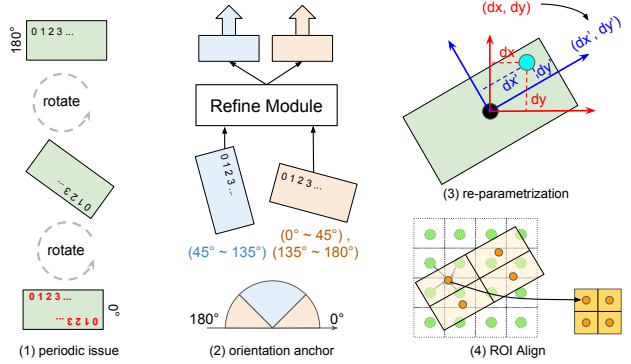 180°
0 1 2 3 ...
rotate
0 1 2 3 ...
rotate
0 1 2 3 ...
0 1 2 3 ...
0°
(1) periodic issue
Refine Module
0 1 2 3 ...
0 1 2 3 ...
(45° ~ 135°)
(0° ~ 45°) ,
(135° ~ 180°)
180°
0°
(2) orientation anchor
(dx, dy)
(dx', dy')
dx
dx'
dy'
dy
(3) re-parametrization
(4) ROI Align